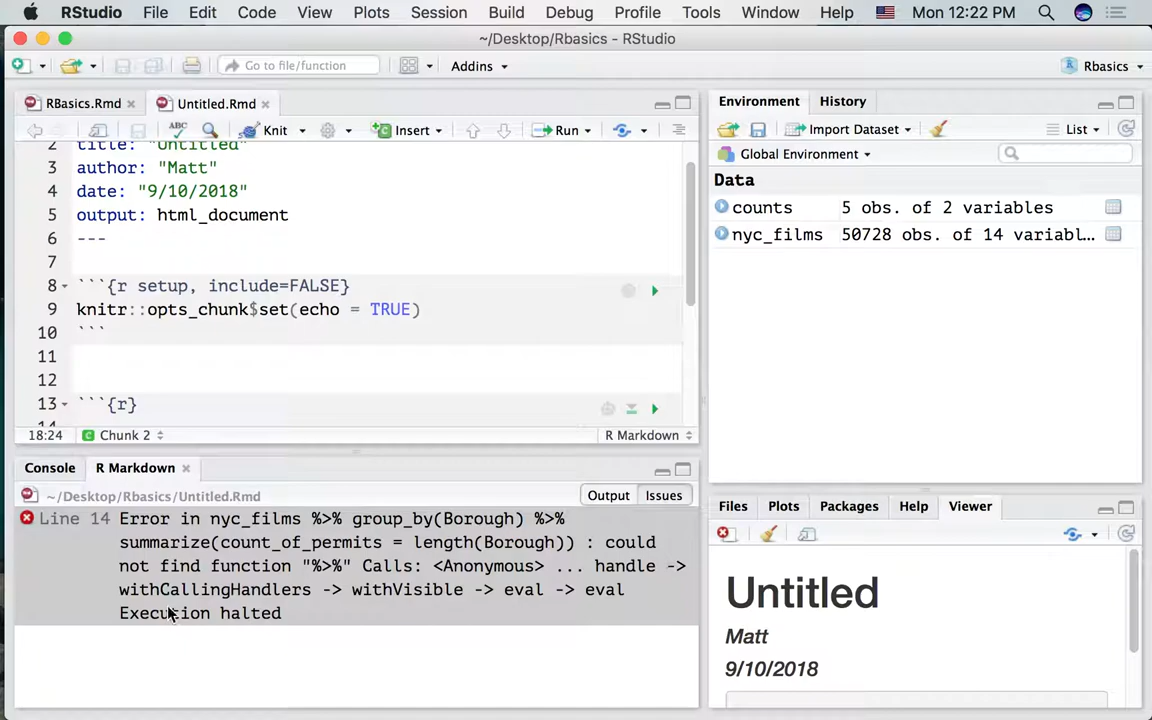 RStudio File Edit Code View Plots Session Build Debug Profile Tools Window Help Mon 12:22 PM
~/Desktop/Rbasics - RStudio
Go to file/function Addins Rbasics
RBasics.Rmd Untitled.Rmd
ABC Knit Insert Run
2 title: "Untitled"
3 author: "Matt"
4 date: "9/10/2018"
5 output: html_document
6 ---
7
8 ```{r setup, include=FALSE}
9 knitr::opts_chunk$set(echo = TRUE)
10 ```
11
12
13 ```{r}
14
18:24 Chunk 2 R Markdown
Console R Markdown
~/Desktop/Rbasics/Untitled.Rmd Output Issues
Line 14 Error in nyc_films %>% group_by(Borough) %>%
summarize(count_of_permits = length(Borough)) : could
not find function "%>%" Calls: <Anonymous> ... handle ->
withCallingHandlers -> withVisible -> eval -> eval
Execution halted
Environment History
Import Dataset List
Global Environment
Data
counts 5 obs. of 2 variables
nyc_films 50728 obs. of 14 variabl...
Files Plots Packages Help Viewer
Untitled
Matt
9/10/2018